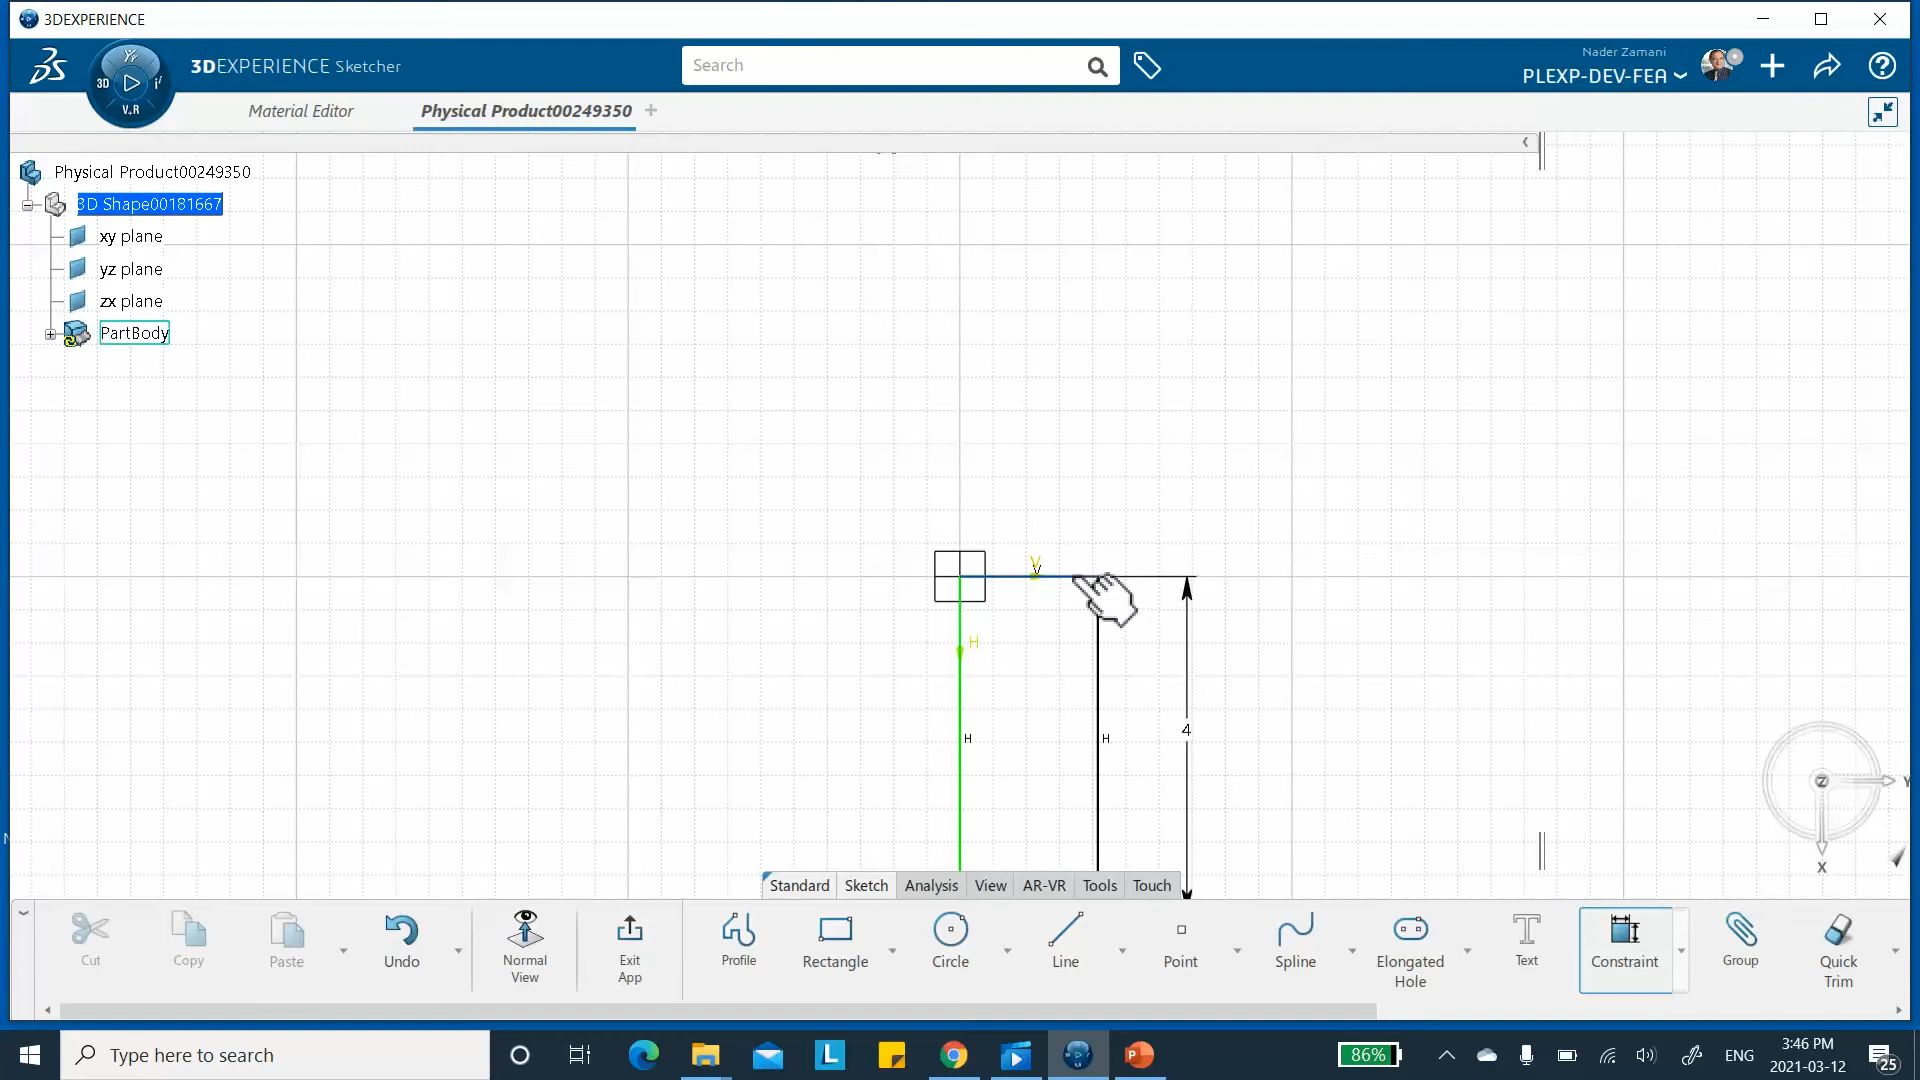 3DEXPERIENCE
3DEXPERIENCE Sketcher
3D
V.R
Search
Nader Zamani
PLEXP-DEV-FEA
Material Editor
Physical Product00249350
Physical Product00249350
3D Shape00181667
xy plane
yz plane
zx plane
PartBody
V
V
H
H
H
4
Z
Y
X
Standard
Sketch
Analysis
View
AR-VR
Tools
Touch
Cut
Copy
Paste
Undo
Normal View
Exit App
Profile
Rectangle
Circle
Line
Point
Spline
Elongated Hole
Text
Constraint
Group
Quick Trim
Type here to search
86%
ENG
3:46 PM
2021-03-12
25